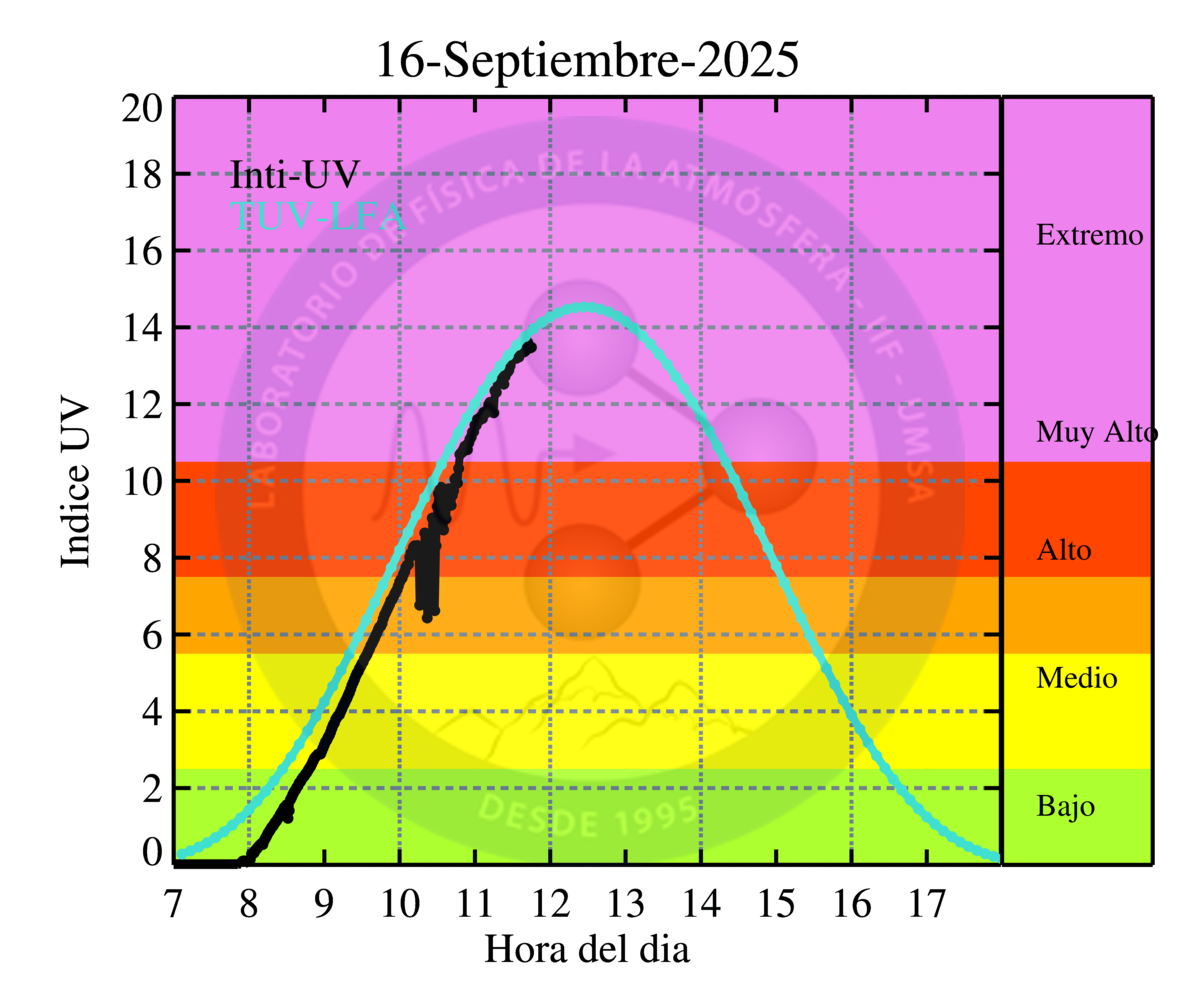 16-Septiembre-2025
20
18
16
14
12
10
8
6
4
2
0
Indice UV
Inti-UV
TUV-LFA
LABORATORIO DE FÍSICA DE LA ATMÓSFERA - IIF - UMSA
DESDE 1995
Extremo
Muy Alto
Alto
Medio
Bajo
7 8 9 10 11 12 13 14 15 16 17
Hora del dia